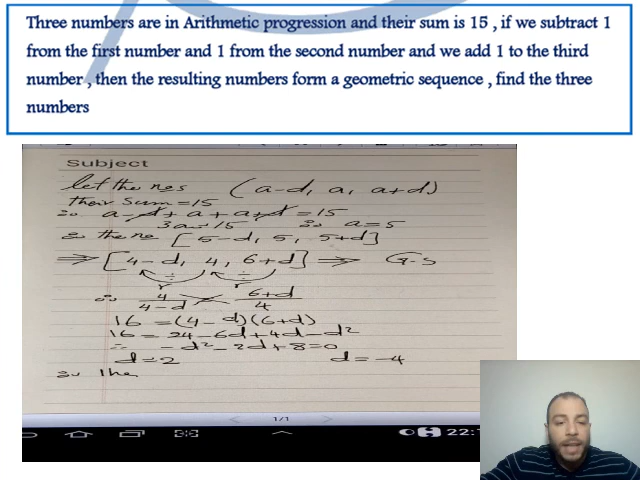 Three numbers are in Arithmetic progression and their sum is 15 , if we subtract 1
from the first number and 1 from the second number and we add 1 to the third
number , then the resulting numbers form a geometric sequence , find the three
numbers
Subject
let the nos (a-d, a, a+d)
their Sum = 15
∴ a-d + a + a+d = 15
3a = 15 ∴ a = 5
∴ the no [5-d, 5, 5+d]
⇒ [4-d, 4, 6+d] ⇒ G.S
÷ ÷
r r
∴ 4/4-d = 6+d/4
16 = (4-d)(6+d)
16 = 24-6d+4d-d²
∴ -d²-2d+8=0
d=2 d=-4
∴ the
1/1
22: